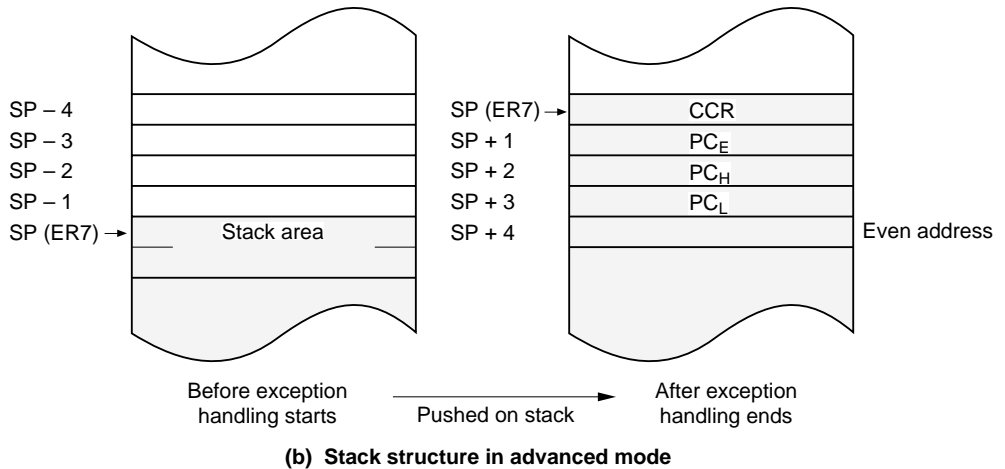 SP – 4
SP – 3
SP – 2
SP – 1
SP (ER7)
Stack area
SP (ER7)
SP + 1
SP + 2
SP + 3
SP + 4
CCR
PCE
PCH
PCL
Even address
Before exception
handling starts
Pushed on stack
After exception
handling ends
(b) Stack structure in advanced mode